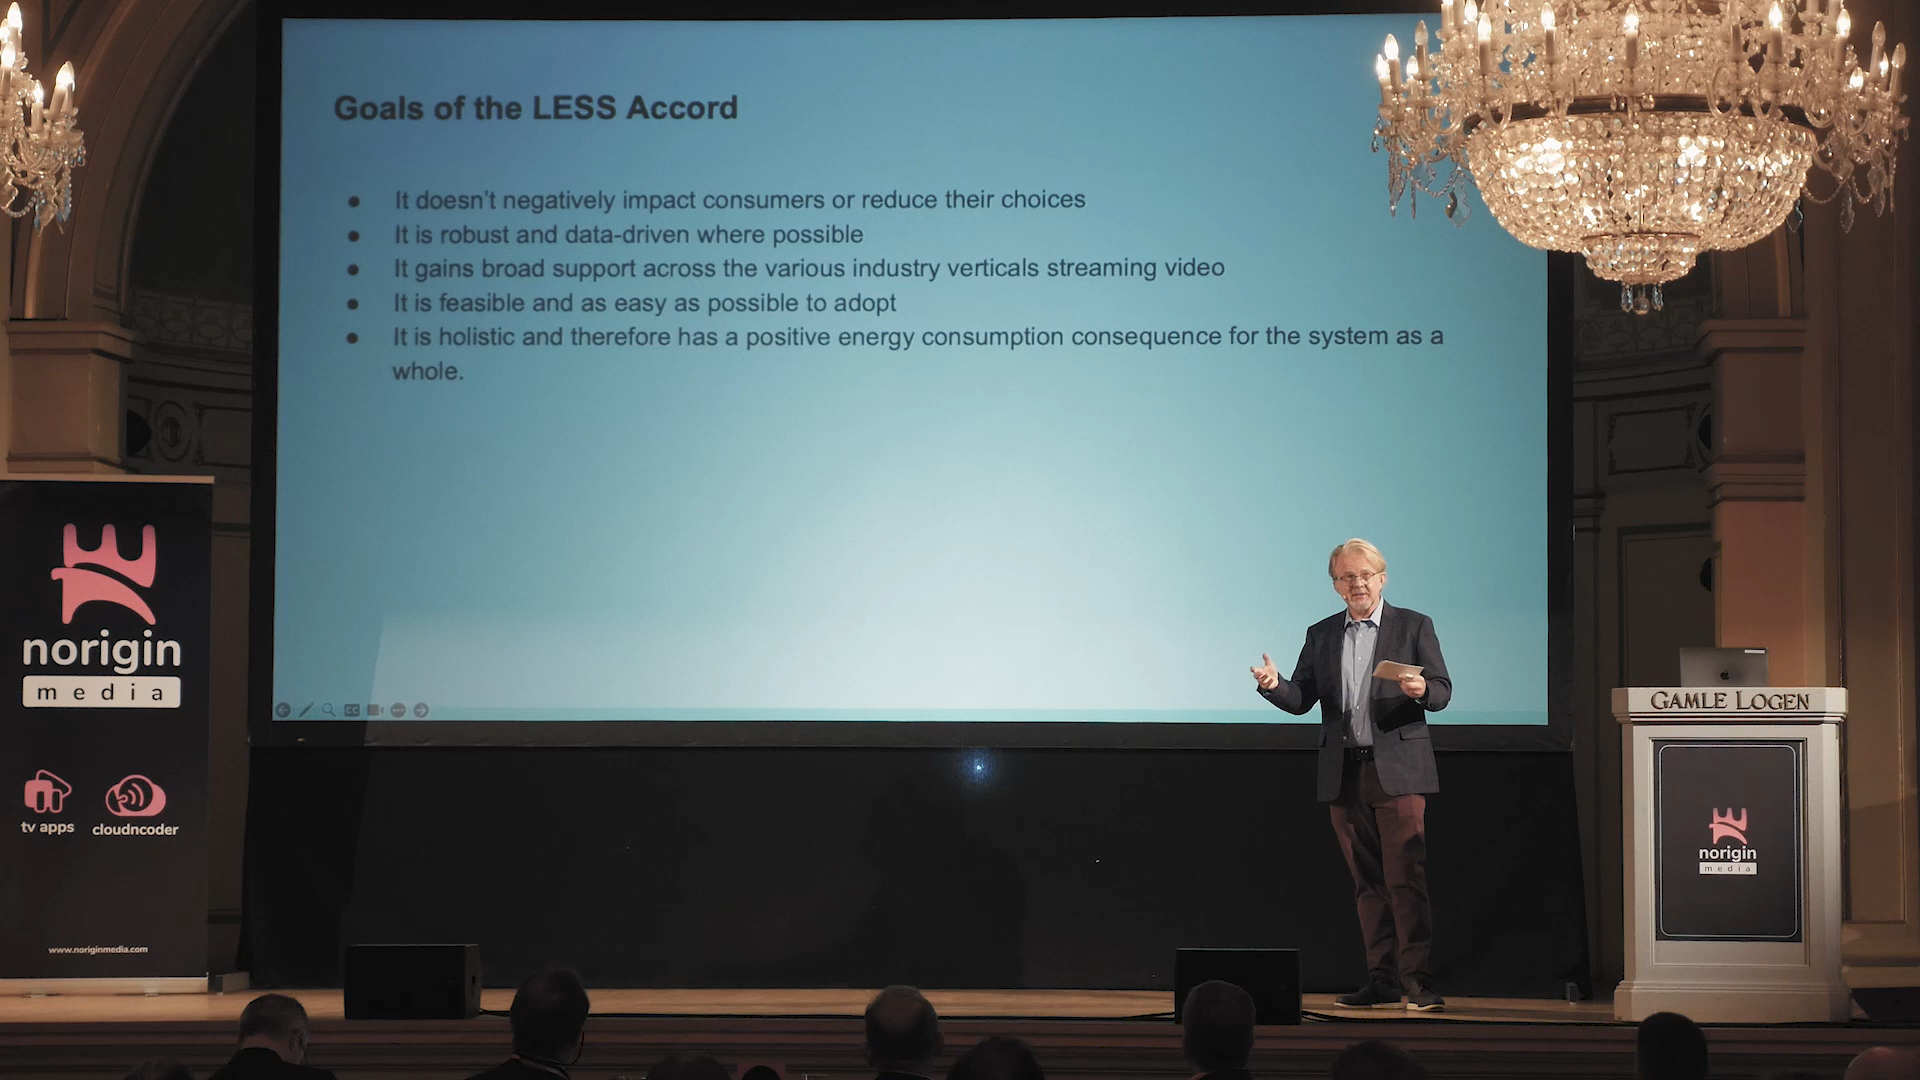 Goals of the LESS Accord
It doesn't negatively impact consumers or reduce their choices
It is robust and data-driven where possible
It gains broad support across the various industry verticals streaming video
It is feasible and as easy as possible to adopt
It is holistic and therefore has a positive energy consumption consequence for the system as a
whole.
CC
norigin
media
tv apps
cloudncoder
www.noriginmedia.com
GAMLE LOGEN
norigin
media